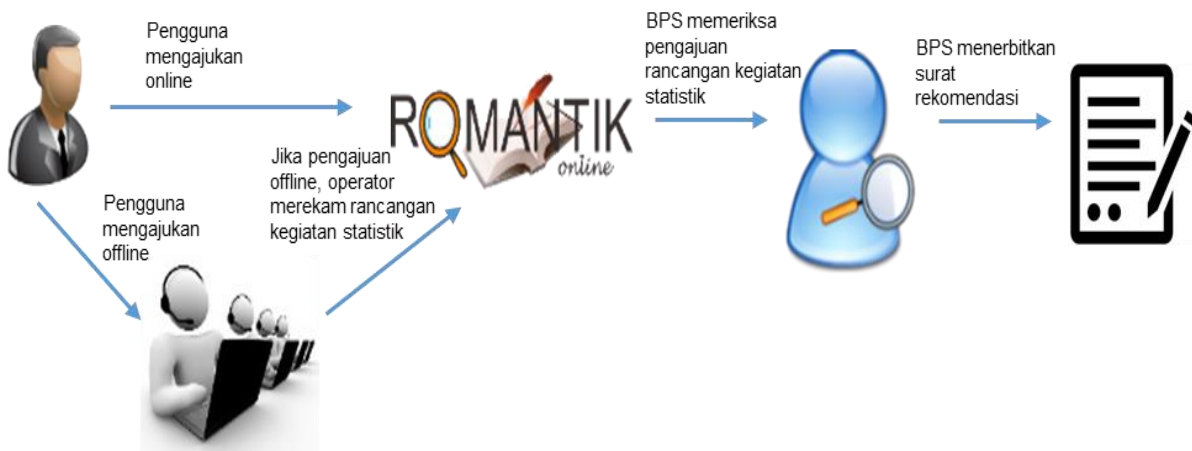 Pengguna
mengajukan
online
Pengguna
mengajukan
offline
Jika pengajuan
offline, operator
merekam rancangan
kegiatan statistik
ROMANTIK
online
BPS memeriksa
pengajuan
rancangan kegiatan
statistik
BPS menerbitkan
surat
rekomendasi